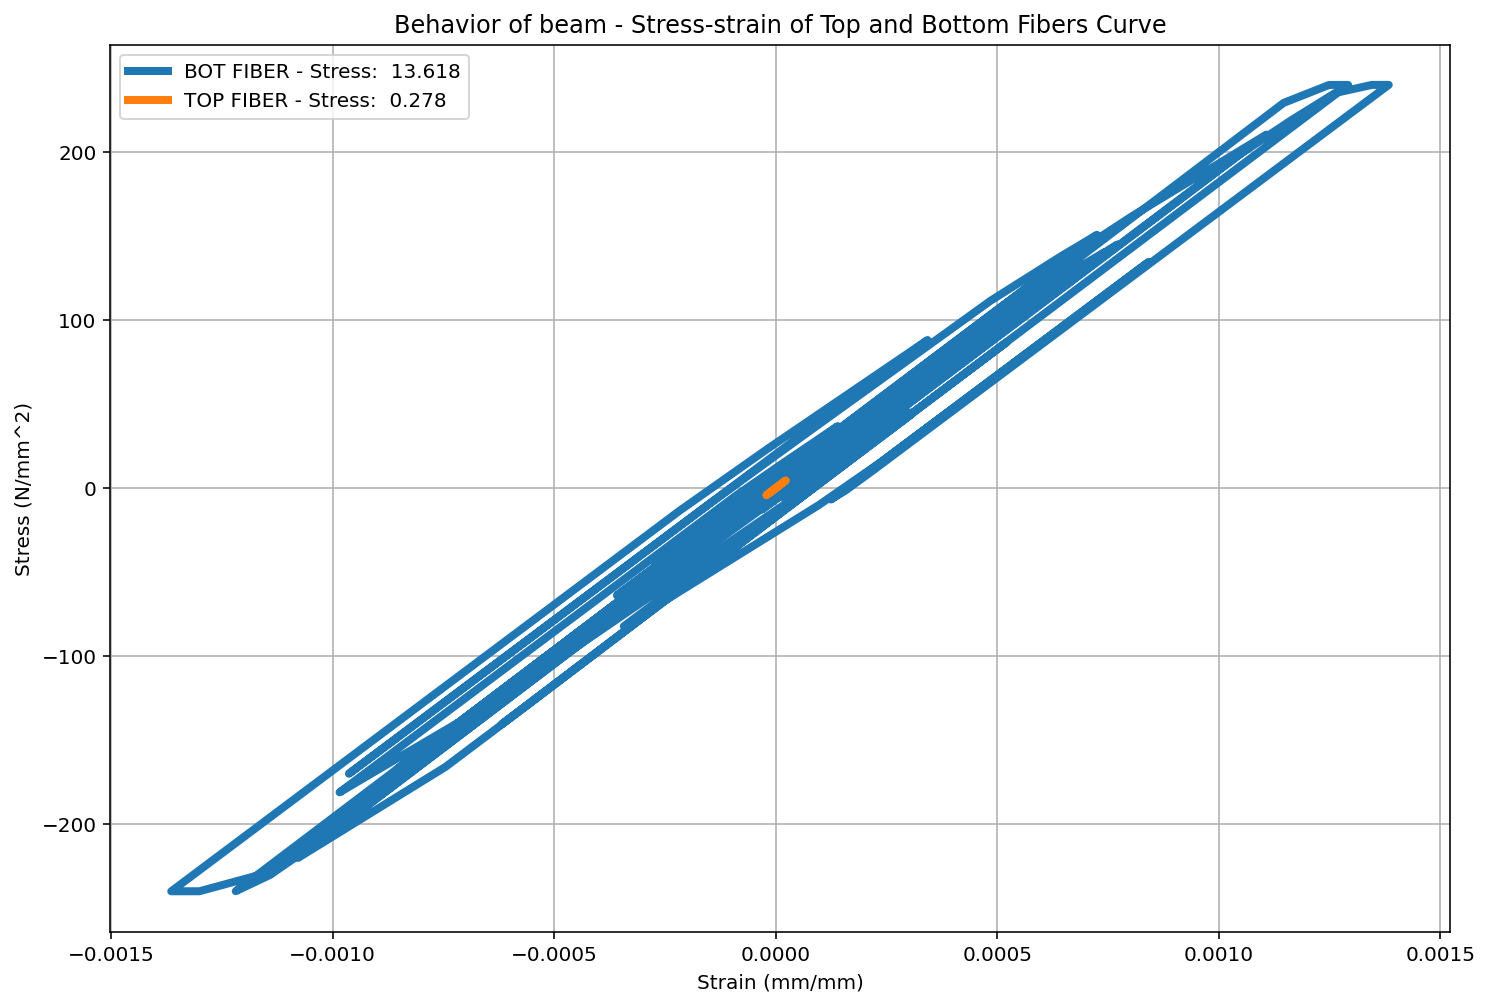 Behavior of beam - Stress-strain of Top and Bottom Fibers Curve
BOT FIBER - Stress:  13.618
TOP FIBER - Stress:  0.278
Stress (N/mm^2)
200
100
0
−100
−200
−0.0015
−0.0010
−0.0005
0.0000
0.0005
0.0010
0.0015
Strain (mm/mm)